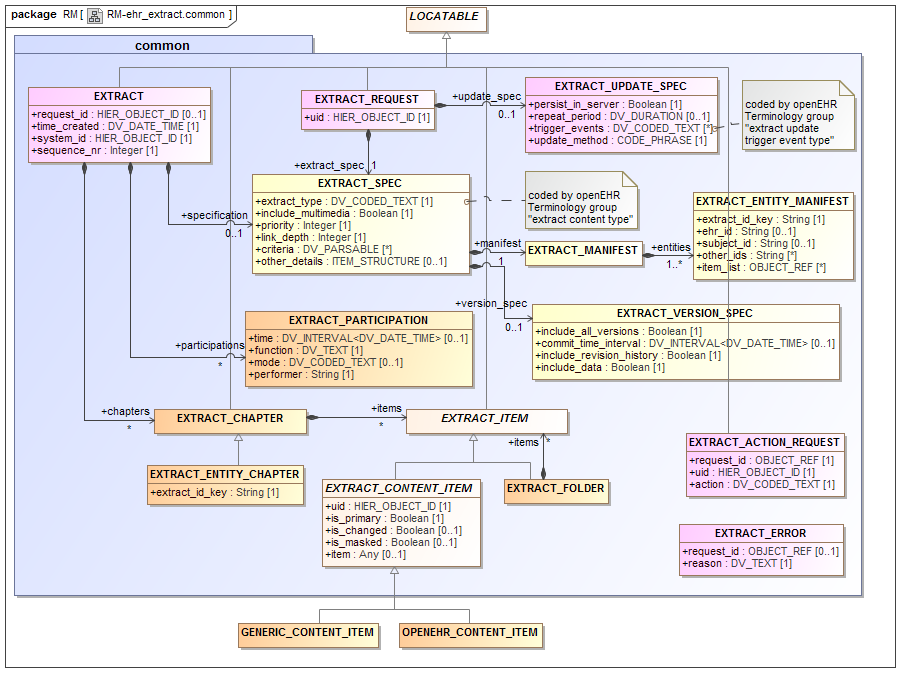 package RM [ RM-ehr_extract.common ]
LOCATABLE
common
EXTRACT
+request_id : HIER_OBJECT_ID [0..1]
+time_created : DV_DATE_TIME [1]
+system_id : HIER_OBJECT_ID [1]
+sequence_nr : Integer [1]
EXTRACT_REQUEST
+uid : HIER_OBJECT_ID [1]
+update_spec
0..1
EXTRACT_UPDATE_SPEC
+persist_in_server : Boolean [1]
+repeat_period : DV_DURATION [0..1]
+trigger_events : DV_CODED_TEXT [*]
+update_method : CODE_PHRASE [1]
coded by openEHR
Terminology group
"extract update
trigger event type"
+extract_spec
1
EXTRACT_SPEC
+extract_type : DV_CODED_TEXT [1]
+include_multimedia : Boolean [1]
+priority : Integer [1]
+link_depth : Integer [1]
+criteria : DV_PARSABLE [*]
+other_details : ITEM_STRUCTURE [0..1]
coded by openEHR
Terminology group
"extract content type"
+specification
0..1
+manifest
1
EXTRACT_MANIFEST
+entities
1..*
EXTRACT_ENTITY_MANIFEST
+extract_id_key : String [1]
+ehr_id : String [0..1]
+subject_id : String [0..1]
+other_ids : String [*]
+item_list : OBJECT_REF [*]
+version_spec
0..1
EXTRACT_VERSION_SPEC
+include_all_versions : Boolean [1]
+commit_time_interval : DV_INTERVAL<DV_DATE_TIME> [0..1]
+include_revision_history : Boolean [1]
+include_data : Boolean [1]
EXTRACT_PARTICIPATION
+time : DV_INTERVAL<DV_DATE_TIME> [0..1]
+function : DV_TEXT [1]
+mode : DV_CODED_TEXT [0..1]
+performer : String [1]
+participations
*
+chapters
*
EXTRACT_CHAPTER
+items
*
EXTRACT_ITEM
+items
*
EXTRACT_ENTITY_CHAPTER
+extract_id_key : String [1]
EXTRACT_CONTENT_ITEM
+uid : HIER_OBJECT_ID [1]
+is_primary : Boolean [1]
+is_changed : Boolean [0..1]
+is_masked : Boolean [0..1]
+item : Any [0..1]
EXTRACT_FOLDER
EXTRACT_ACTION_REQUEST
+request_id : OBJECT_REF [1]
+uid : HIER_OBJECT_ID [1]
+action : DV_CODED_TEXT [1]
EXTRACT_ERROR
+request_id : OBJECT_REF [0..1]
+reason : DV_TEXT [1]
GENERIC_CONTENT_ITEM
OPENEHR_CONTENT_ITEM